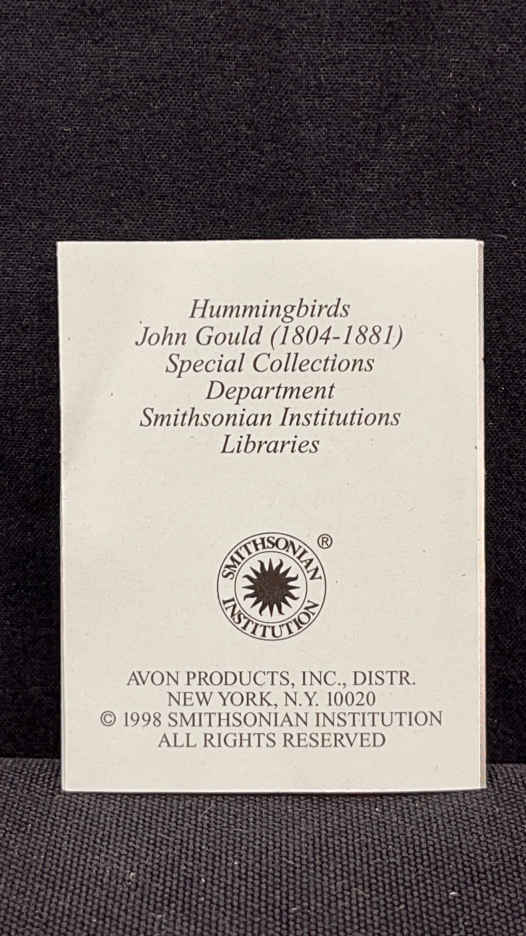 Hummingbirds
John Gould (1804-1881)
Special Collections
Department
Smithsonian Institutions
Libraries
SMITHSONIAN
INSTITUTION
®
AVON PRODUCTS, INC., DISTR.
NEW YORK, N.Y. 10020
© 1998 SMITHSONIAN INSTITUTION
ALL RIGHTS RESERVED